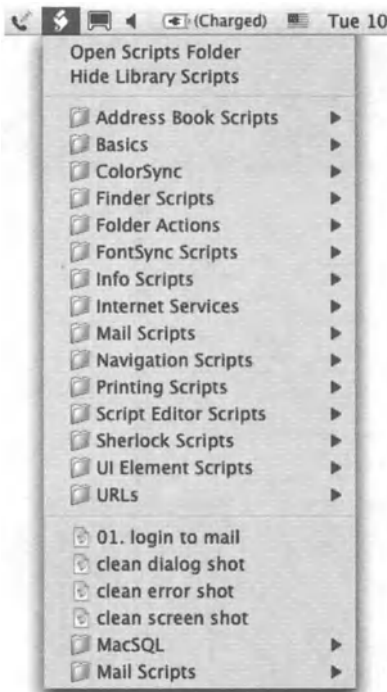 (Charged) Tue 10
Open Scripts Folder
Hide Library Scripts
Address Book Scripts
Basics
ColorSync
Finder Scripts
Folder Actions
FontSync Scripts
Info Scripts
Internet Services
Mail Scripts
Navigation Scripts
Printing Scripts
Script Editor Scripts
Sherlock Scripts
UI Element Scripts
URLs
01. login to mail
clean dialog shot
clean error shot
clean screen shot
MacSQL
Mail Scripts